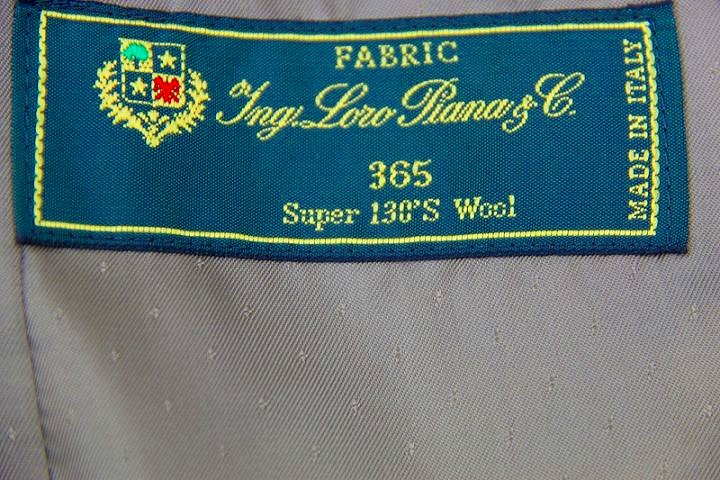 FABRIC
Ing. Loro Piana & C.
365
Super 130'S Wool
MADE IN ITALY